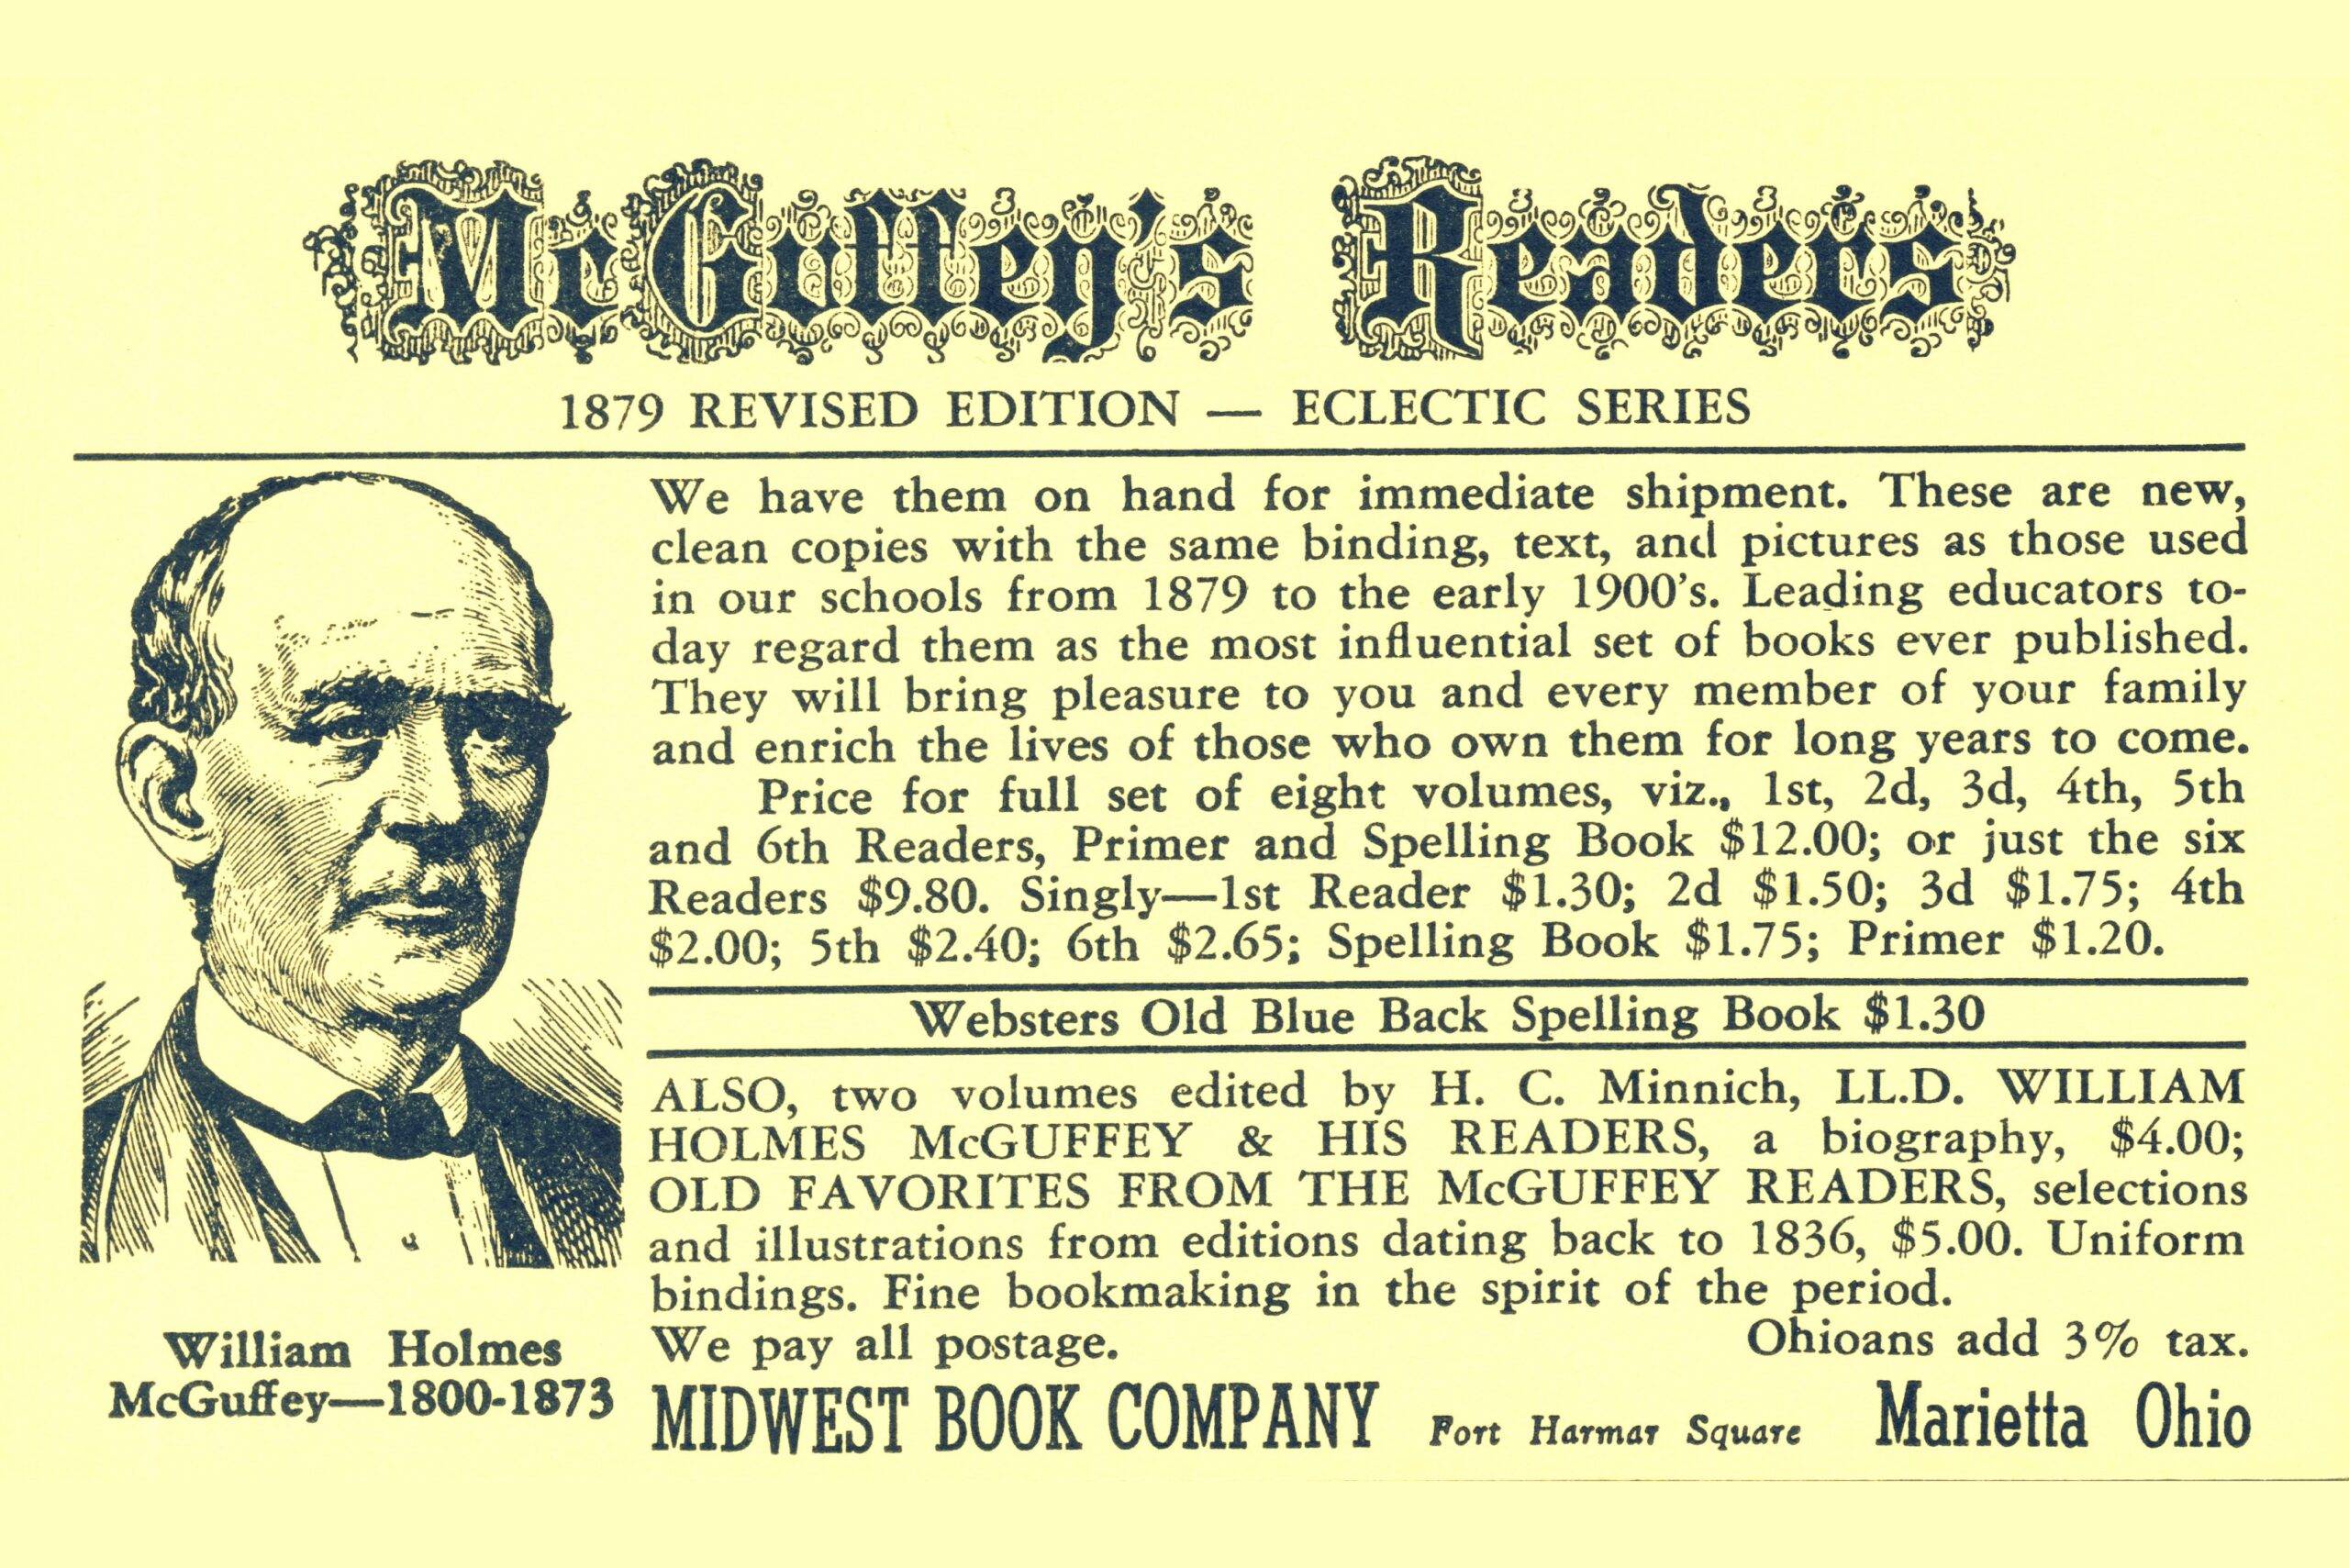 McGuffey's Readers
1879 REVISED EDITION — ECLECTIC SERIES
We have them on hand for immediate shipment. These are new,
clean copies with the same binding, text, and pictures as those used
in our schools from 1879 to the early 1900's. Leading educators to-
day regard them as the most influential set of books ever published.
They will bring pleasure to you and every member of your family
and enrich the lives of those who own them for long years to come.
Price for full set of eight volumes, viz., 1st, 2d, 3d, 4th, 5th
and 6th Readers, Primer and Spelling Book $12.00; or just the six
Readers $9.80. Singly—1st Reader $1.30; 2d $1.50; 3d $1.75; 4th
$2.00; 5th $2.40; 6th $2.65; Spelling Book $1.75; Primer $1.20.
Websters Old Blue Back Spelling Book $1.30
ALSO, two volumes edited by H. C. Minnich, LL.D. WILLIAM
HOLMES McGUFFEY & HIS READERS, a biography, $4.00;
OLD FAVORITES FROM THE McGUFFEY READERS, selections
and illustrations from editions dating back to 1836, $5.00. Uniform
bindings. Fine bookmaking in the spirit of the period.
We pay all postage. Ohioans add 3% tax.
MIDWEST BOOK COMPANY Fort Harmar Square Marietta Ohio
William Holmes
McGuffey—1800-1873